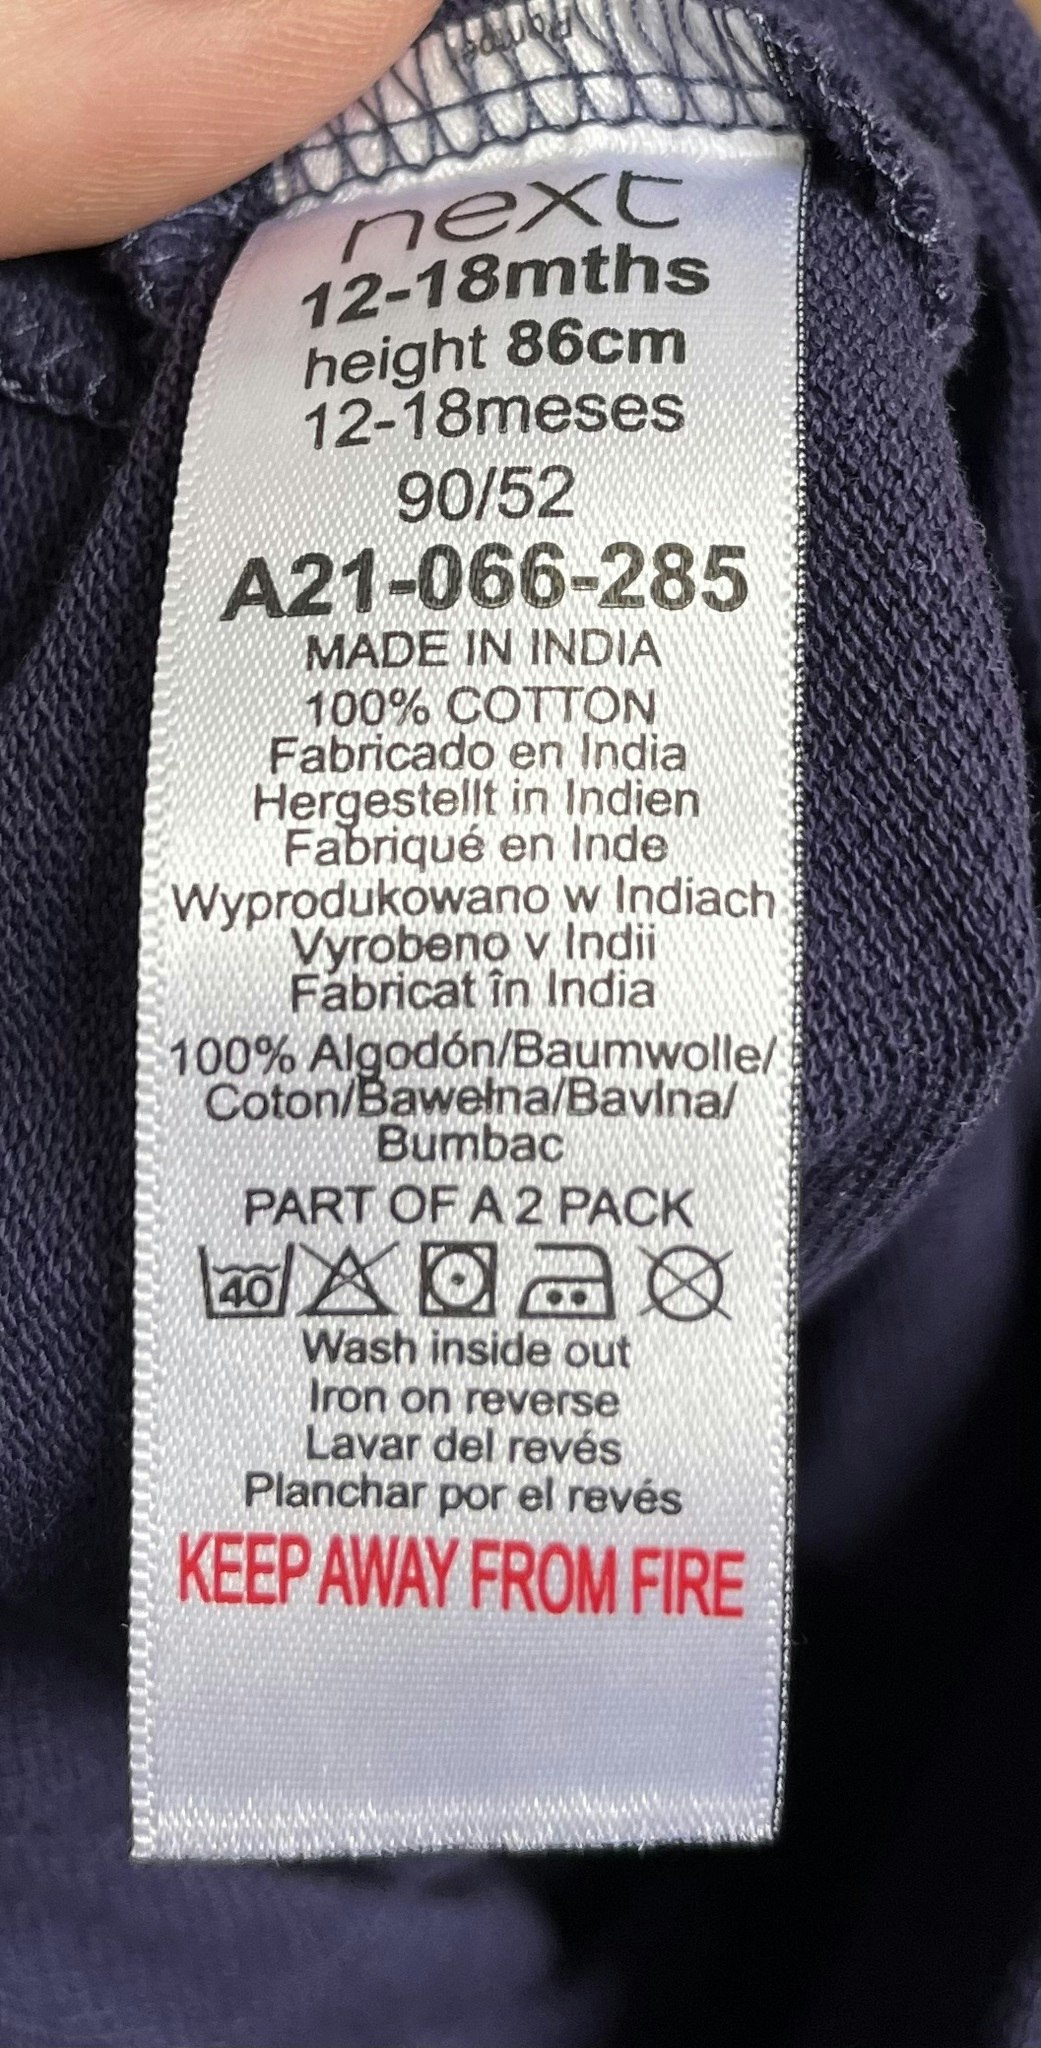 next
12-18mths
height 86cm
12-18meses
90/52
A21-066-285
MADE IN INDIA
100% COTTON
Fabricado en India
Hergestellt in Indien
Fabriqué en Inde
Wyprodukowano w Indiach
Vyrobeno v Indii
Fabricat în India
100% Algodón/Baumwolle/
Coton/Bawełna/Bavlna/
Bumbac
PART OF A 2 PACK
40
Wash inside out
Iron on reverse
Lavar del revés
Planchar por el revés
KEEP AWAY FROM FIRE